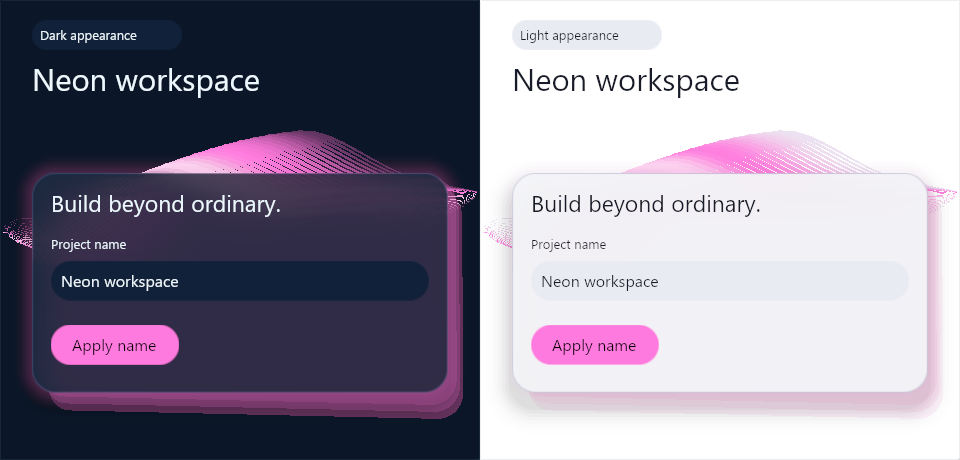 Dark appearance
Neon workspace
Build beyond ordinary.
Project name
Neon workspace
Apply name
Light appearance
Neon workspace
Build beyond ordinary.
Project name
Neon workspace
Apply name